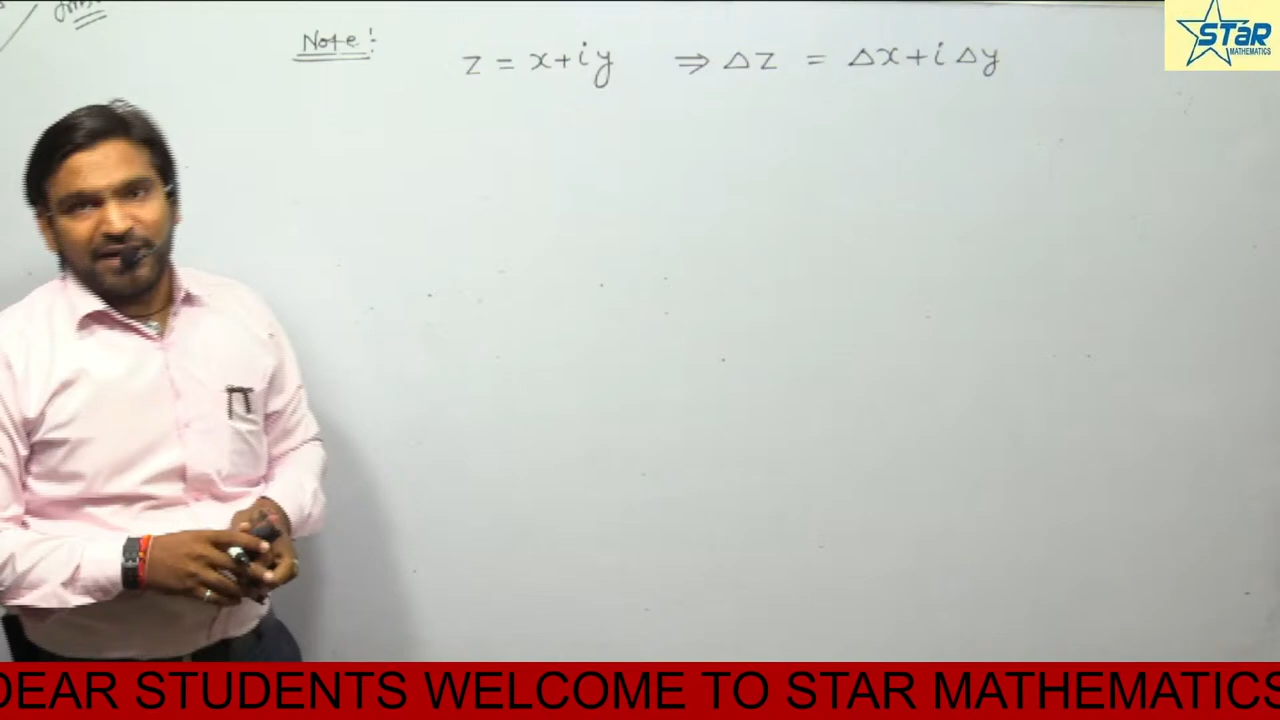 Note:
z = x+iy ⇒ Δz = Δx+iΔy
STAR
MATHEMATICS
DEAR STUDENTS WELCOME TO STAR MATHEMATICS